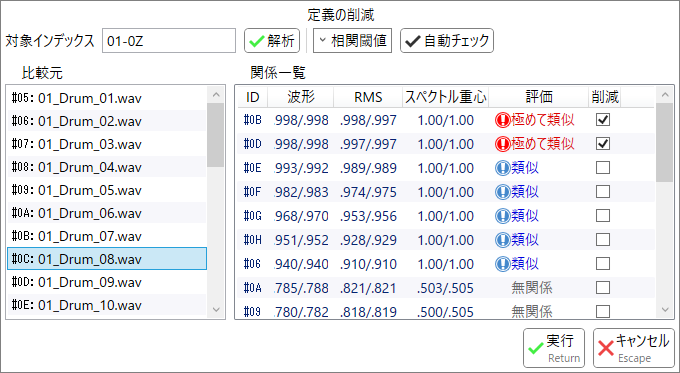 定義の削減
対象インデックス 01-0Z 解析 相関閾値 自動チェック
比較元
#05: 01_Drum_01.wav
#06: 01_Drum_02.wav
#07: 01_Drum_03.wav
#08: 01_Drum_04.wav
#09: 01_Drum_05.wav
#0A: 01_Drum_06.wav
#0B: 01_Drum_07.wav
#0C: 01_Drum_08.wav
#0D: 01_Drum_09.wav
#0E: 01_Drum_10.wav
関係一覧
ID 波形 RMS スペクトル重心 評価 削減
#0B .998/.998 .998/.997 1.00/1.00 極めて類似
#0D .998/.998 .997/.997 1.00/1.00 極めて類似
#0E .993/.992 .989/.989 1.00/1.00 類似
#0F .982/.983 .974/.975 1.00/1.00 類似
#0G .968/.970 .953/.956 1.00/1.00 類似
#0H .951/.952 .928/.929 1.00/1.00 類似
#06 .940/.940 .910/.910 1.00/1.00 類似
#0A .785/.788 .821/.821 .503/.505 無関係
#09 .780/.782 .818/.819 .500/.505 無関係
実行 Return
キャンセル Escape